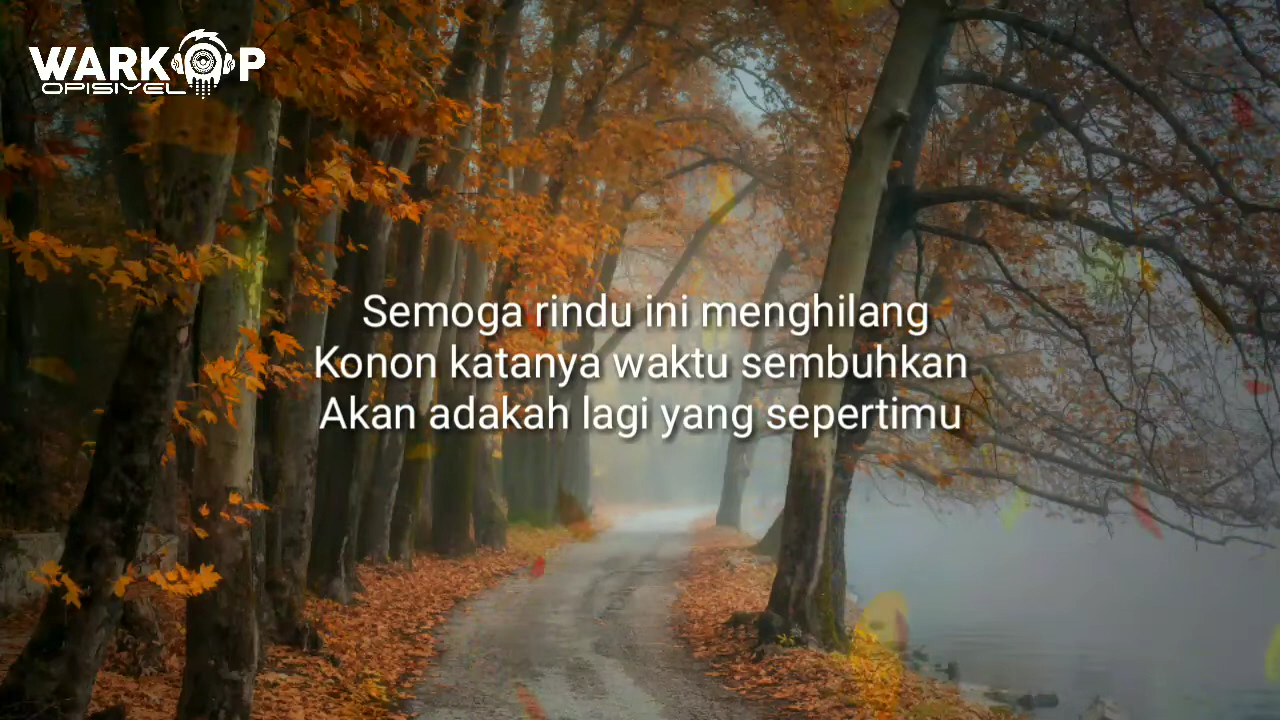 WARKOP
OPISIYEL
Semoga rindu ini menghilang
Konon katanya waktu sembuhkan
Akan adakah lagi yang sepertimu